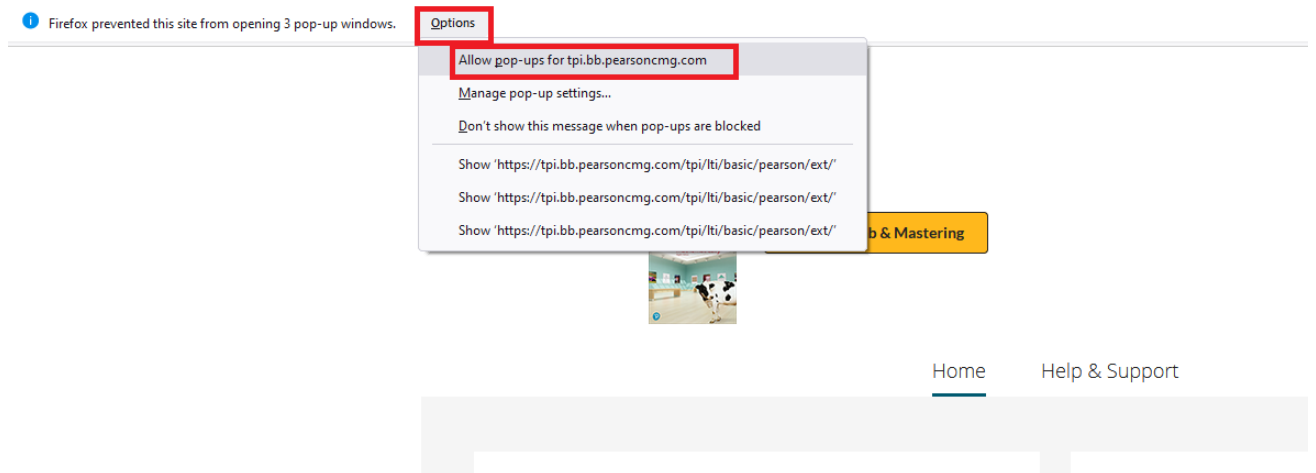 Firefox prevented this site from opening 3 pop-up windows. Options
Allow pop-ups for tpi.bb.pearsoncmg.com
Manage pop-up settings...
Don't show this message when pop-ups are blocked
Show 'https://tpi.bb.pearsoncmg.com/tpi/lti/basic/pearson/ext/'
Show 'https://tpi.bb.pearsoncmg.com/tpi/lti/basic/pearson/ext/'
Show 'https://tpi.bb.pearsoncmg.com/tpi/lti/basic/pearson/ext/'
b & Mastering
Home Help & Support